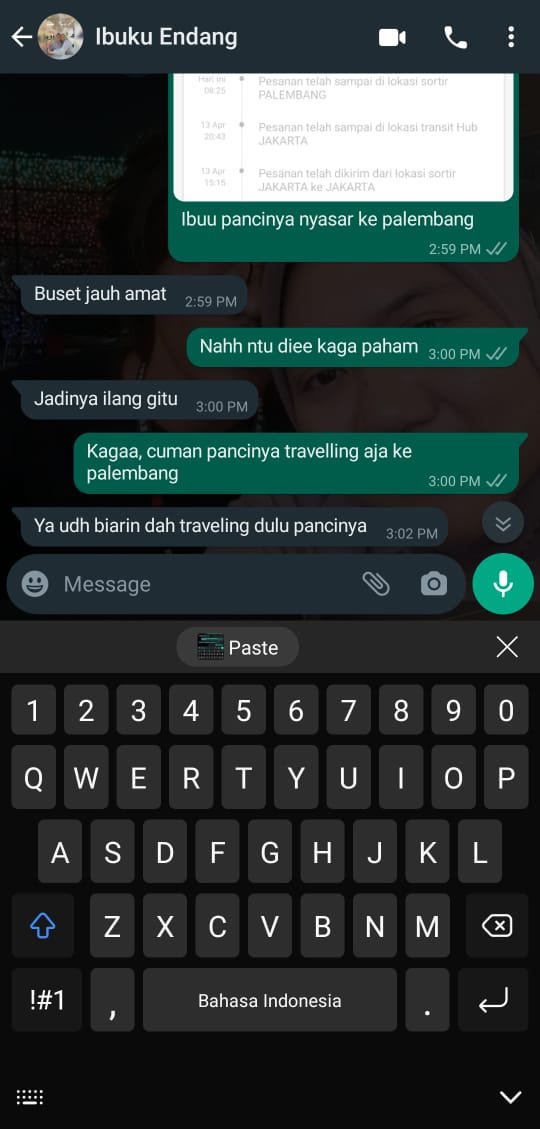 Ibuku Endang
Hari ini
08:25
Pesanan telah sampai di lokasi sortir
PALEMBANG
13 Apr
20:43
Pesanan telah sampai di lokasi transit Hub
JAKARTA
13 Apr
15:15
Pesanan telah dikirim dari lokasi sortir
JAKARTA ke JAKARTA
Ibuu pancinya nyasar ke palembang
2:59 PM
Buset jauh amat 2:59 PM
Nahh ntu diee kaga paham 3:00 PM
Jadinya ilang gitu 3:00 PM
Kagaa, cuman pancinya travelling aja ke
palembang
3:00 PM
Ya udh biarin dah traveling dulu pancinya 3:02 PM
Message
Paste
1 2 3 4 5 6 7 8 9 0
Q W E R T Y U I O P
A S D F G H J K L
Z X C V B N M
!#1 , Bahasa Indonesia .